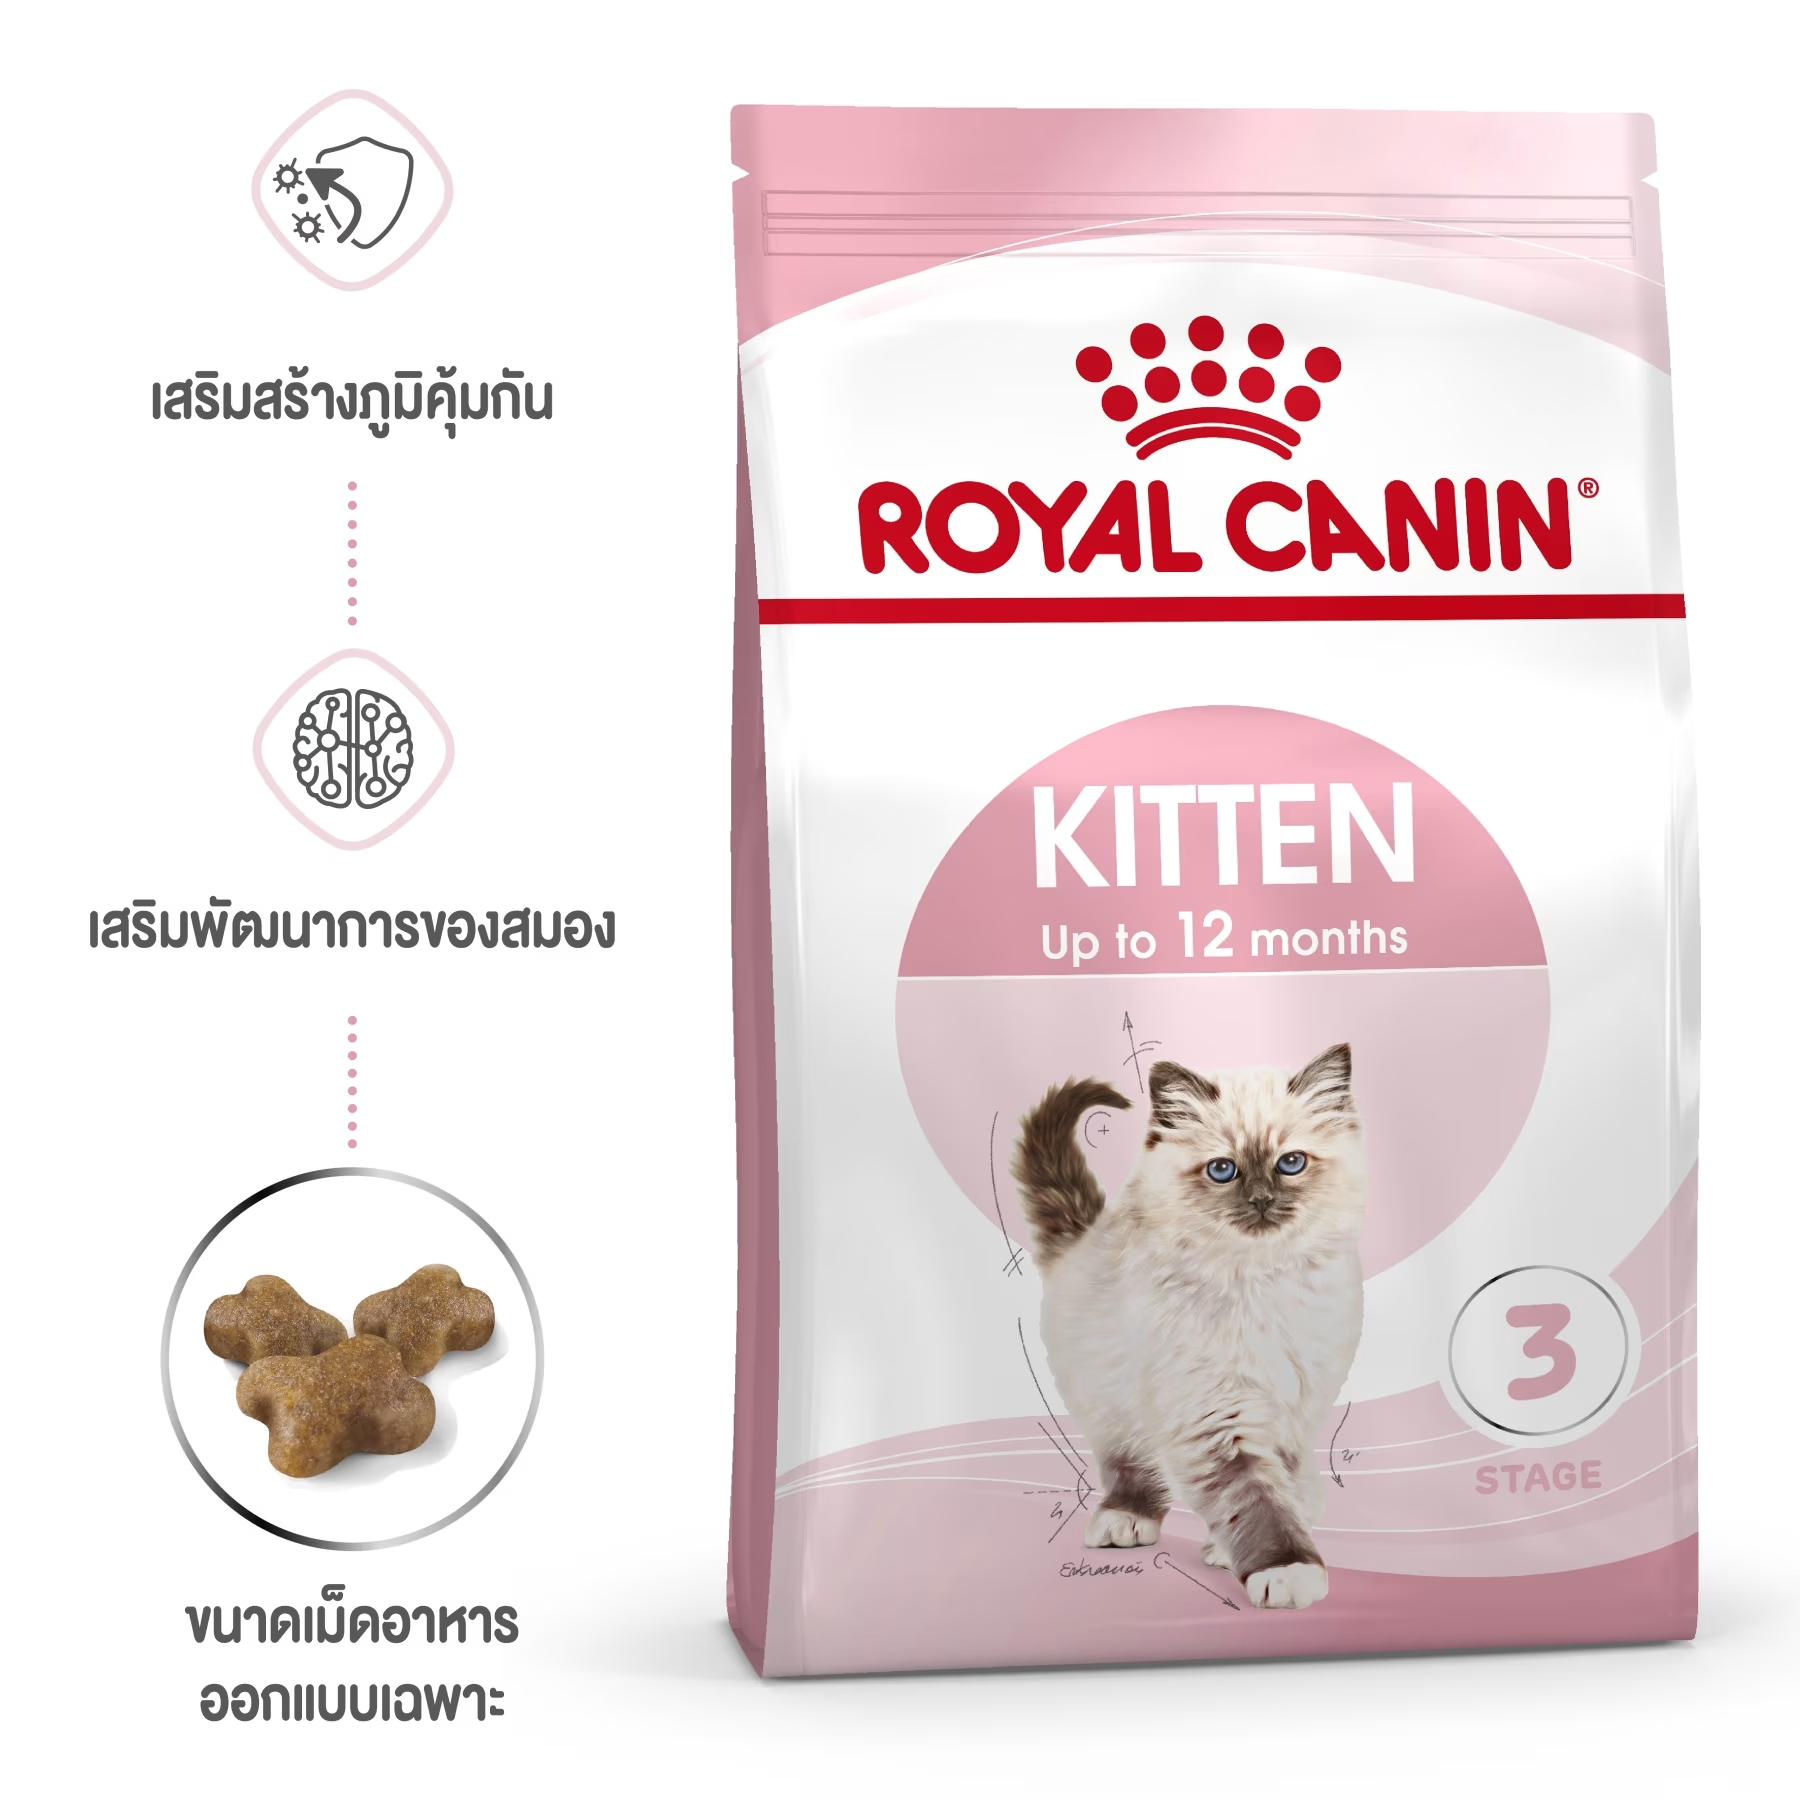 เสริมสร้างภูมิคุ้มกัน
เสริมพัฒนาการของสมอง
ขนาดเม็ดอาหาร
ออกแบบเฉพาะ
ROYAL CANIN®
KITTEN
Up to 12 months
3
STAGE